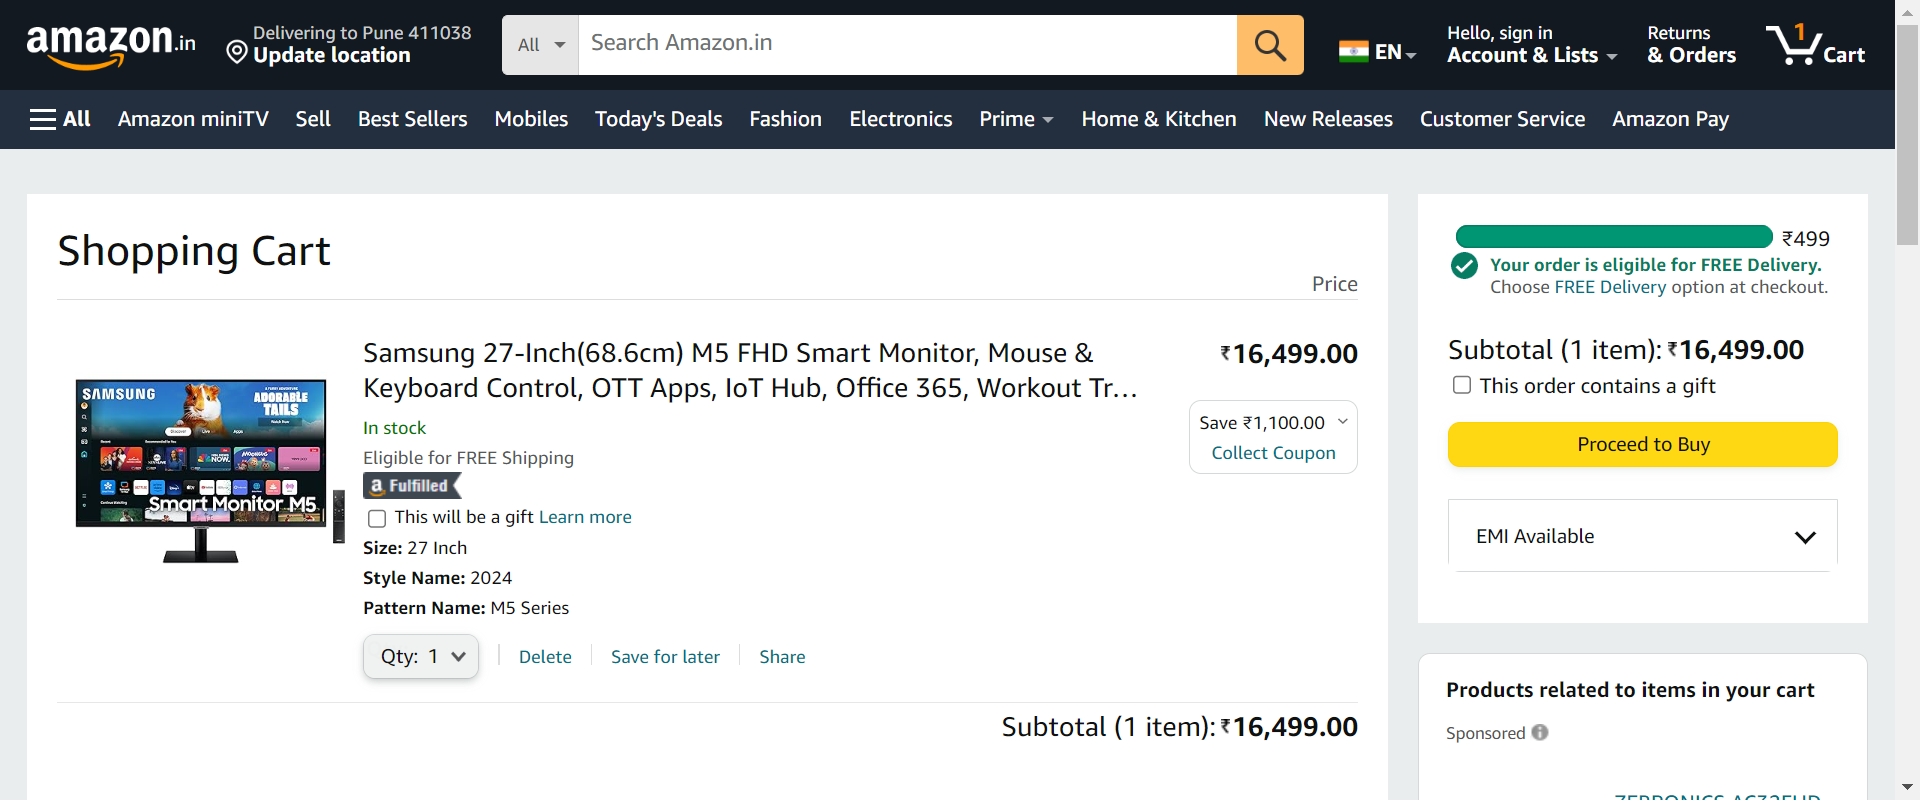 amazon.in
Delivering to Pune 411038
Update location
All
Search Amazon.in
EN
Hello, sign in
Account & Lists
Returns
& Orders
1
Cart
All
Amazon miniTV
Sell
Best Sellers
Mobiles
Today's Deals
Fashion
Electronics
Prime
Home & Kitchen
New Releases
Customer Service
Amazon Pay
Shopping Cart
Price
SAMSUNG
ADORABLE
TAILS
Smart Monitor M5
Samsung 27-Inch(68.6cm) M5 FHD Smart Monitor, Mouse &
Keyboard Control, OTT Apps, IoT Hub, Office 365, Workout Tr…
₹16,499.00
In stock
Eligible for FREE Shipping
a Fulfilled
This will be a gift Learn more
Size: 27 Inch
Style Name: 2024
Pattern Name: M5 Series
Save ₹1,100.00
Collect Coupon
Qty: 1
Delete
Save for later
Share
Subtotal (1 item): ₹16,499.00
₹499
Your order is eligible for FREE Delivery.
Choose FREE Delivery option at checkout.
Subtotal (1 item): ₹16,499.00
This order contains a gift
Proceed to Buy
EMI Available
Products related to items in your cart
Sponsored